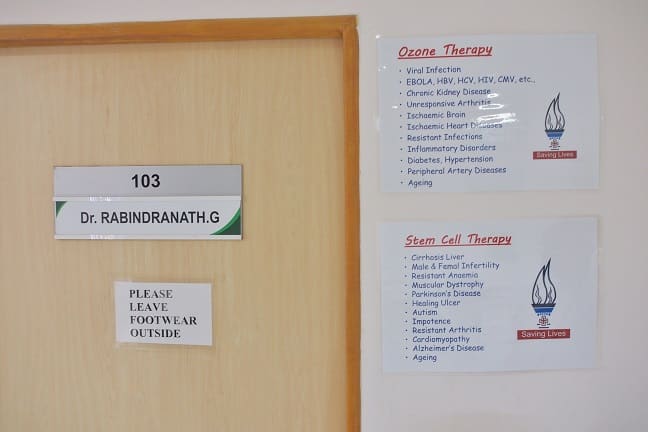 103
Dr. RABINDRANATH.G
PLEASE
LEAVE
FOOTWEAR
OUTSIDE
Ozone Therapy
· Viral Infection
· EBOLA, HBV, HCV, HIV, CMV, etc.,
· Chronic Kidney Disease
· Unresponsive Arthritis
· Ischaemic Brain
· Ischaemic Heart Diseases
· Resistant Infections
· Inflammatory Disorders
· Diabetes, Hypertension
· Peripheral Artery Diseases
· Ageing
Saving Lives
Stem Cell Therapy
· Cirrhosis Liver
· Male & Femal Infertility
· Resistant Anaemia
· Muscular Dystrophy
· Parkinson's Disease
· Healing Ulcer
· Autism
· Impotence
· Resistant Arthritis
· Cardiomyopathy
· Alzheimer's Disease
· Ageing
Saving Lives